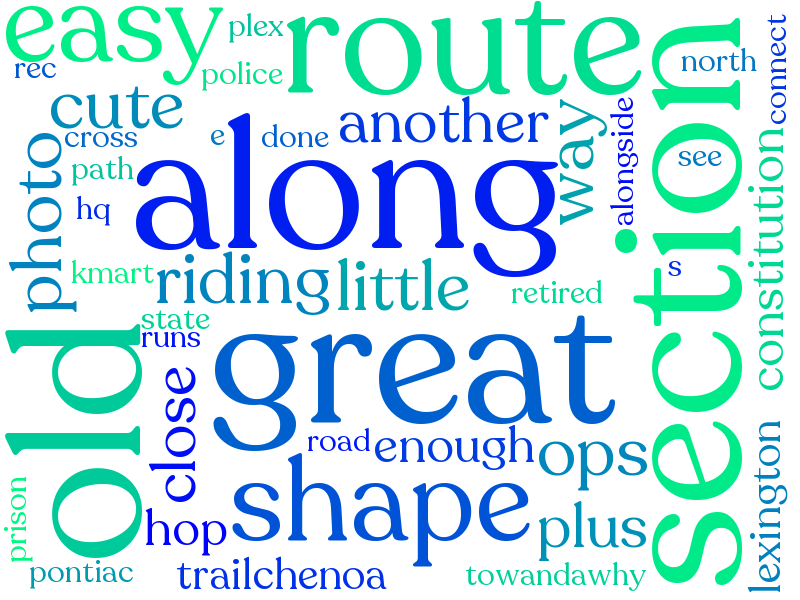 easy
plex
route
rec
police
north
connect
cute
cross
e
done
another
way
alongside
see
photo
path
along
section
constitution
hq
s
kmart
riding
little
retired
state
runs
old
great
close
road
enough
ops
shape
lexington
prison
hop
plus
pontiac
trailchenoa
towandawhy